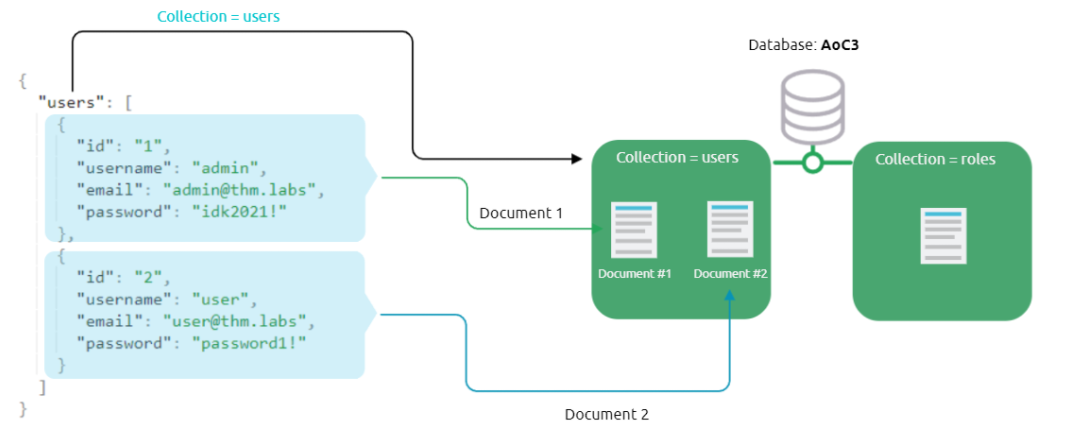 Collection = users
Database: AoC3
{
"users": [
{
"id": "1",
"username": "admin",
"email": "admin@thm.labs",
"password": "idk2021!"
},
{
"id": "2",
"username": "user",
"email": "user@thm.labs",
"password": "password1!"
}
]
}
Document 1
Document 2
Collection = users
Document #1
Document #2
Collection = roles